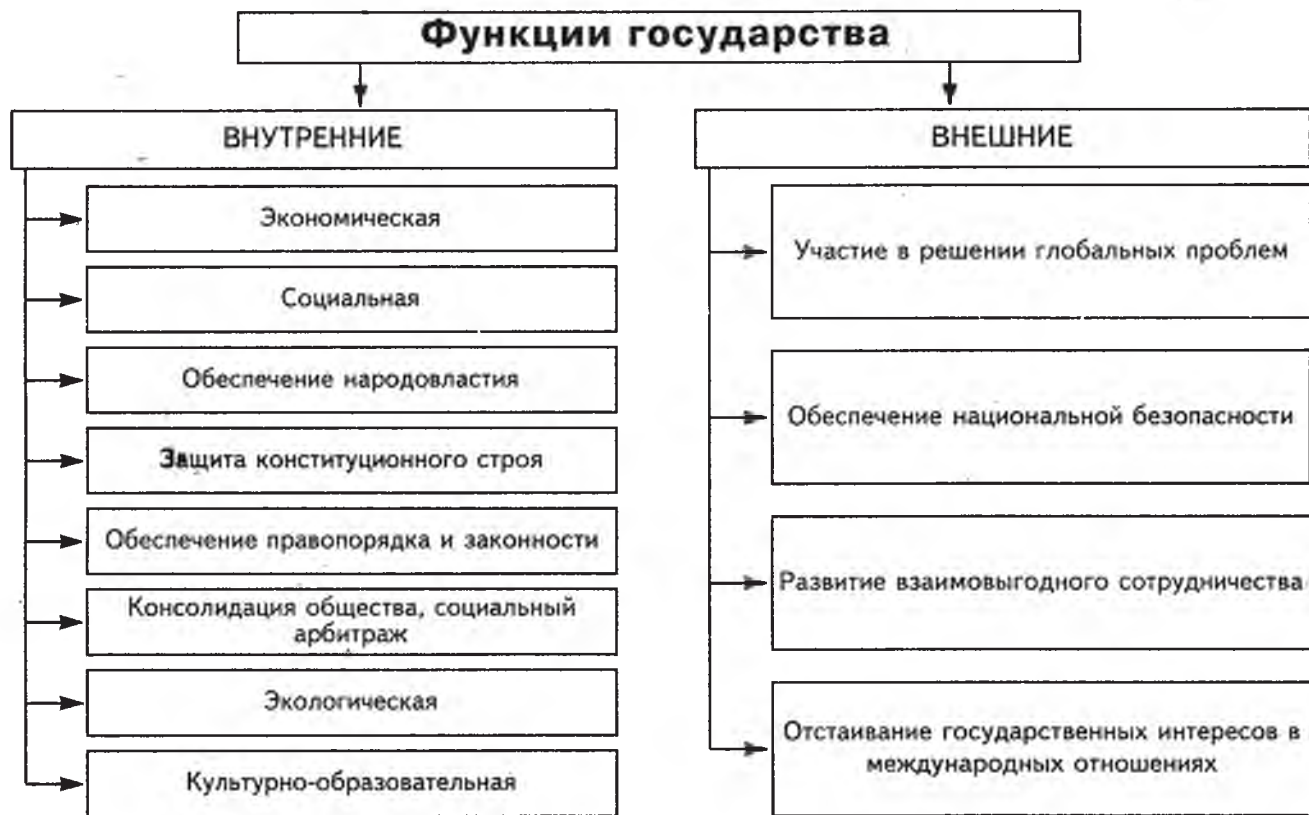 Функции государства
ВНУТРЕННИЕ
Экономическая
Социальная
Обеспечение народовластия
Защита конституционного строя
Обеспечение правопорядка и законности
Консолидация общества, социальный
арбитраж
Экологическая
Культурно-образовательная
ВНЕШНИЕ
Участие в решении глобальных проблем
Обеспечение национальной безопасности
Развитие взаимовыгодного сотрудничества
Отстаивание государственных интересов в
международных отношениях